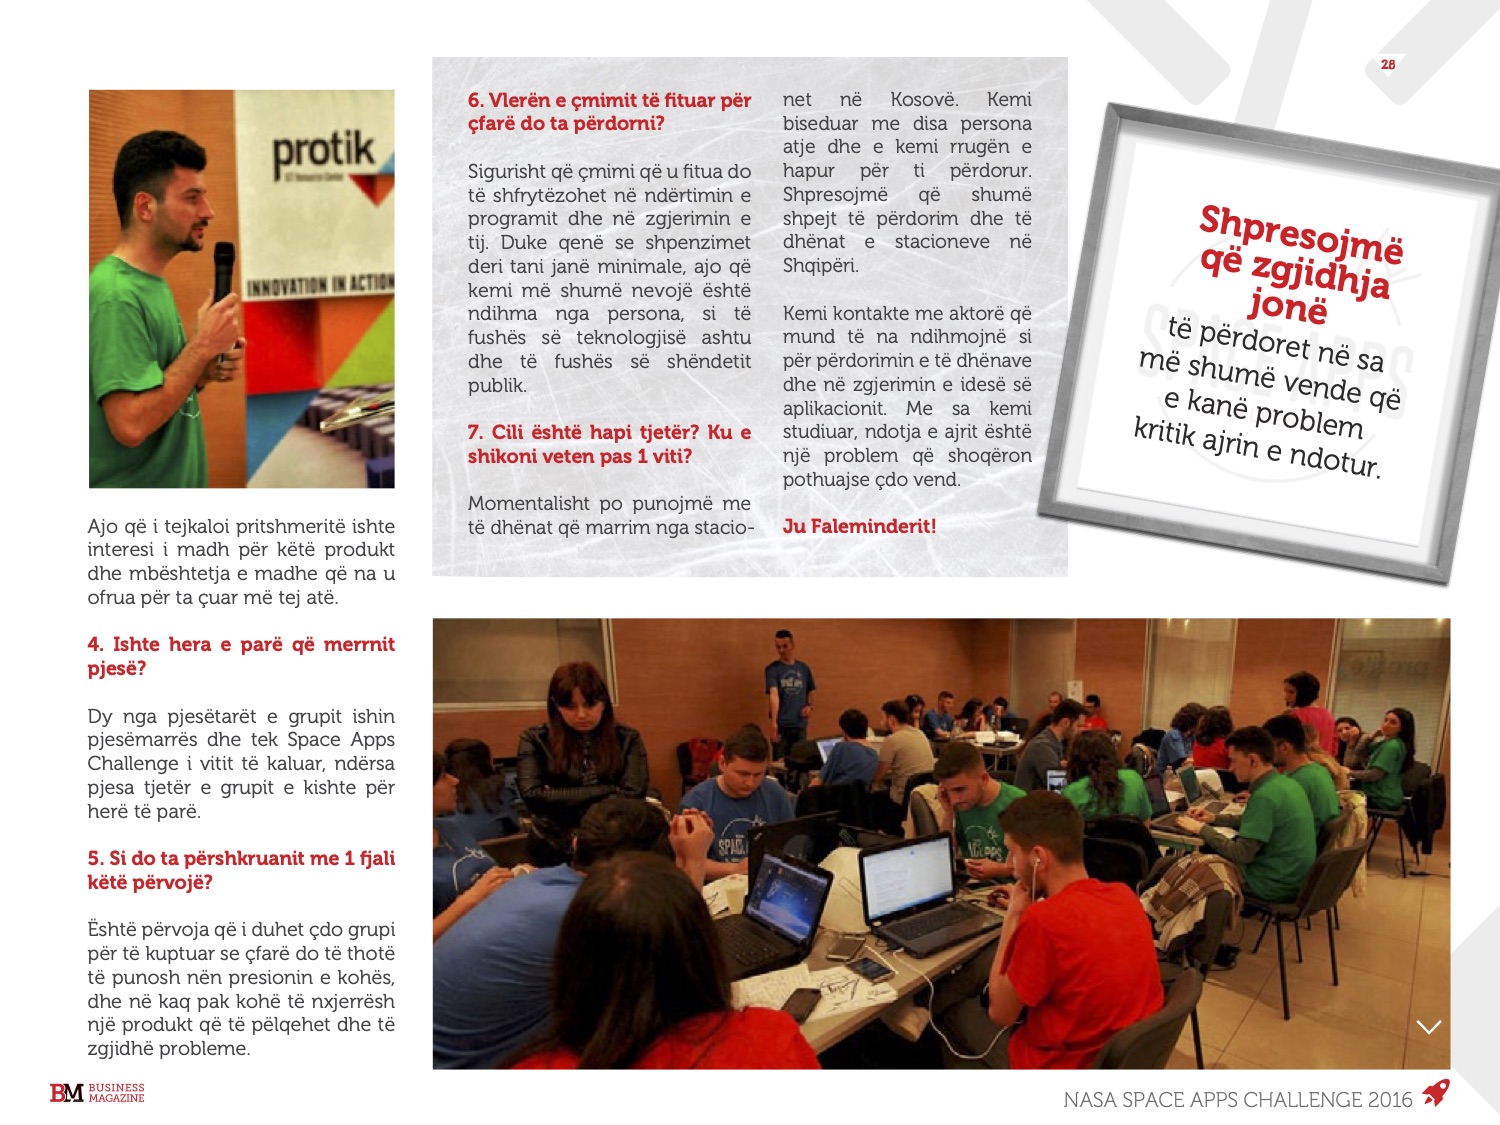 28
protik
INNOVATION IN ACTION
Ajo që i tejkaloi pritshmeritë ishte
interesi i madh për këtë produkt
dhe mbështetja e madhe që na u
ofrua për ta çuar më tej atë.
4. Ishte hera e parë që merrnit
pjesë?
Dy nga pjesëtarët e grupit ishin
pjesëmarrës dhe tek Space Apps
Challenge i vitit të kaluar, ndërsa
pjesa tjetër e grupit e kishte për
herë të parë.
5. Si do ta përshkruanit me 1 fjali
këtë përvojë?
Është përvoja që i duhet çdo grupi
për të kuptuar se çfarë do të thotë
të punosh nën presionin e kohës,
dhe në kaq pak kohë të nxjerrësh
një produkt që të pëlqehet dhe të
zgjidhë probleme.
6. Vlerën e çmimit të fituar për
çfarë do ta përdorni?
Sigurisht që çmimi që u fitua do
të shfrytëzohet në ndërtimin e
programit dhe në zgjerimin e
tij. Duke qenë se shpenzimet
deri tani janë minimale, ajo që
kemi më shumë nevojë është
ndihma nga persona, si të
fushës së teknologjisë ashtu
dhe të fushës së shëndetit
publik.
7. Cili është hapi tjetër? Ku e
shikoni veten pas 1 viti?
Momentalisht po punojmë me
të dhënat që marrim nga stacio-
net në Kosovë. Kemi
biseduar me disa persona
atje dhe e kemi rrugën e
hapur për ti përdorur.
Shpresojmë që shumë
shpejt të përdorim dhe të
dhënat e stacioneve në
Shqipëri.
Kemi kontakte me aktorë që
mund të na ndihmojnë si
për përdorimin e të dhënave
dhe në zgjerimin e idesë së
aplikacionit. Me sa kemi
studiuar, ndotja e ajrit është
një problem që shoqëron
pothuajse çdo vend.
Ju Faleminderit!
Shpresojmë
që zgjidhja
jonë
të përdoret në sa
më shumë vende që
e kanë problem
kritik ajrin e ndotur.
SPACE APPS
BM BUSINESS
MAGAZINE
NASA SPACE APPS CHALLENGE 2016